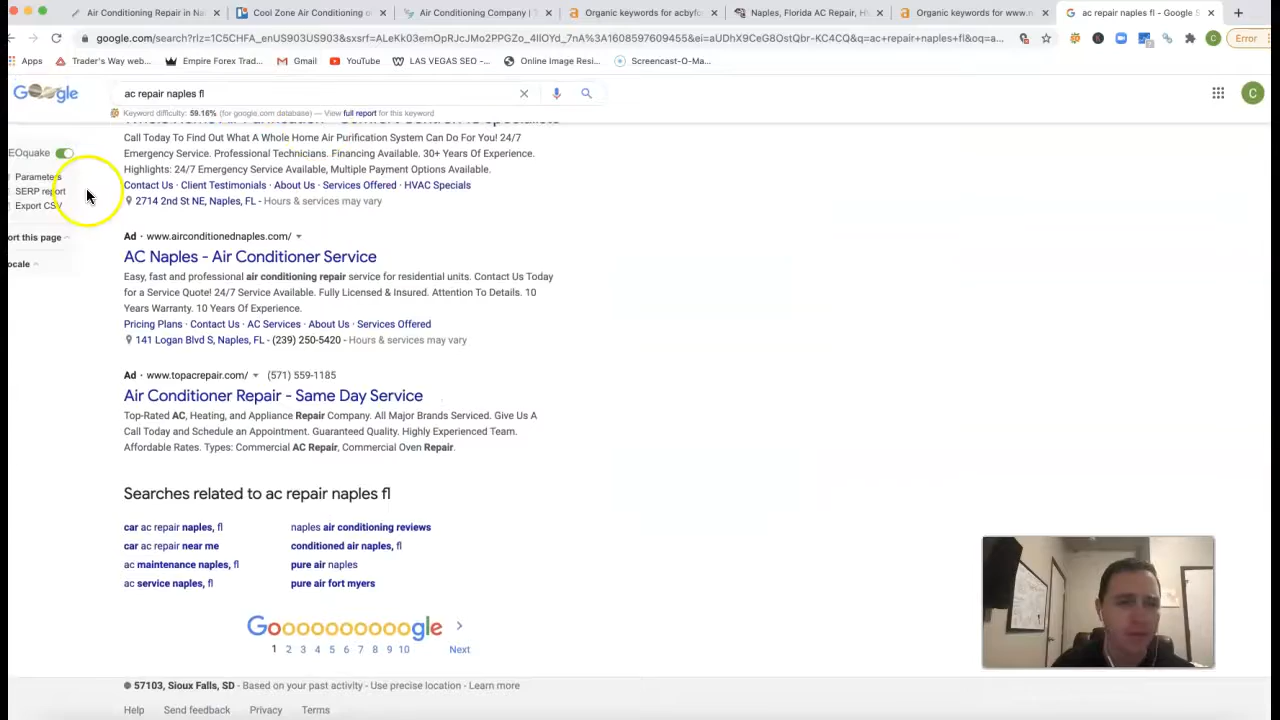 Air Conditioning Repair in Na
Cool Zone Air Conditioning o
Air Conditioning Company | T
Organic keywords for acbyfo
Naples, Florida AC Repair, H
Organic keywords for www.n
ac repair naples fl - Google S
google.com/search?rlz=1C5CHFA_enUS903US903&sxsrf=ALeKk03emOpRJcJMo2PPGZo_4lIOYd_7nA%3A1608597609455&ei=aUDhX9CeG8OstQbr-KC4CQ&q=ac+repair+naples+fl&oq=a...
Error
Apps
Trader's Way web...
Empire Forex Trad...
Gmail
YouTube
LAS VEGAS SEO -...
Online Image Resi...
Screencast-O-Ma...
Google
ac repair naples fl
C
Keyword difficulty: 59.16% (for google.com database) — View full report for this keyword
EOquake
Parameters
SERP report
Export CSV
ort this page
ocale
Call Today To Find Out What A Whole Home Air Purification System Can Do For You! 24/7
Emergency Service. Professional Technicians. Financing Available. 30+ Years Of Experience.
Highlights: 24/7 Emergency Service Available, Multiple Payment Options Available.
Contact Us · Client Testimonials · About Us · Services Offered · HVAC Specials
2714 2nd St NE, Naples, FL - Hours & services may vary
Ad · www.airconditionednaples.com/
AC Naples - Air Conditioner Service
Easy, fast and professional air conditioning repair service for residential units. Contact Us Today
for a Service Quote! 24/7 Service Available. Fully Licensed & Insured. Attention To Details. 10
Years Warranty. 10 Years Of Experience.
Pricing Plans · Contact Us · AC Services · About Us · Services Offered
141 Logan Blvd S, Naples, FL - (239) 250-5420 - Hours & services may vary
Ad · www.topacrepair.com/ (571) 559-1185
Air Conditioner Repair - Same Day Service
Top-Rated AC, Heating, and Appliance Repair Company. All Major Brands Serviced. Give Us A
Call Today and Schedule an Appointment. Guaranteed Quality. Highly Experienced Team.
Affordable Rates. Types: Commercial AC Repair, Commercial Oven Repair.
Searches related to ac repair naples fl
car ac repair naples, fl
naples air conditioning reviews
car ac repair near me
conditioned air naples, fl
ac maintenance naples, fl
pure air naples
ac service naples, fl
pure air fort myers
Goooooooooogle
1 2 3 4 5 6 7 8 9 10 Next
57103, Sioux Falls, SD - Based on your past activity - Use precise location - Learn more
Help Send feedback Privacy Terms